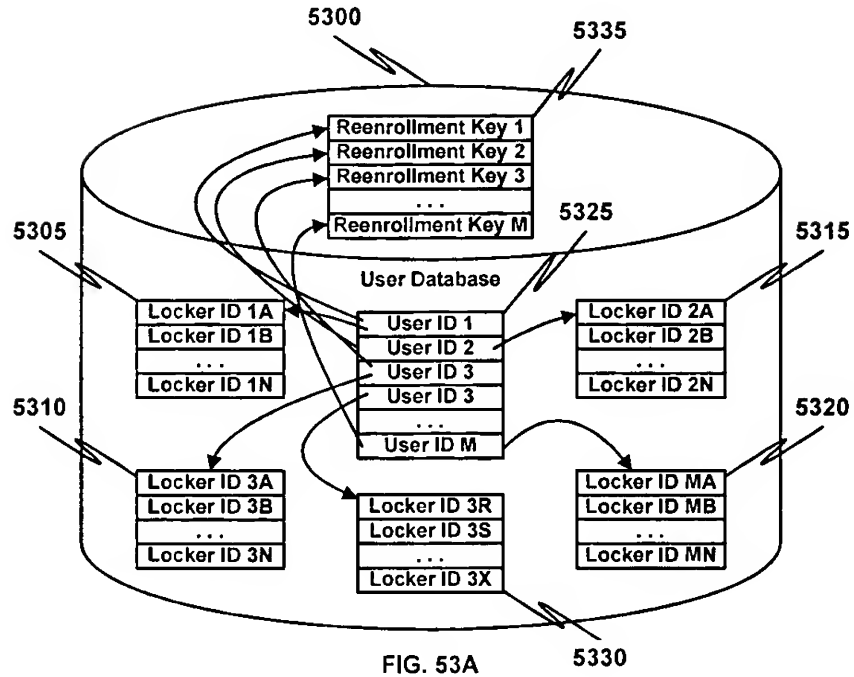 5300
5335
Reenrollment Key 1
Reenrollment Key 2
Reenrollment Key 3
...
Reenrollment Key M
5305
5325
5315
User Database
Locker ID 1A
Locker ID 1B
...
Locker ID 1N
User ID 1
User ID 2
User ID 3
User ID 3
...
User ID M
Locker ID 2A
Locker ID 2B
...
Locker ID 2N
5310
5320
Locker ID 3A
Locker ID 3B
...
Locker ID 3N
Locker ID 3R
Locker ID 3S
...
Locker ID 3X
Locker ID MA
Locker ID MB
...
Locker ID MN
5330
FIG. 53A